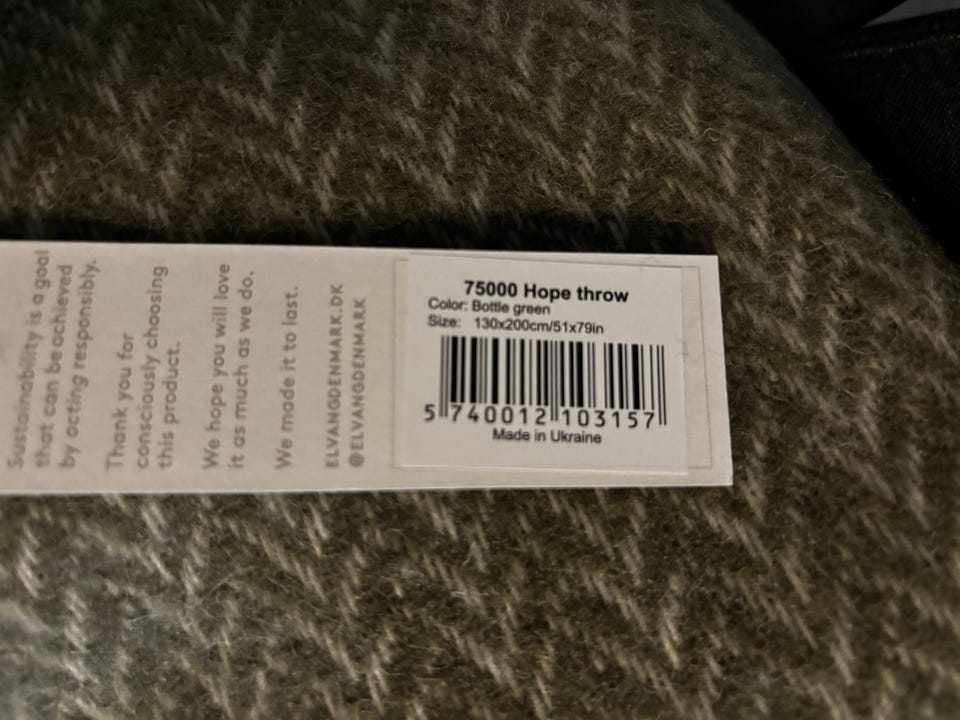 Sustainability is a goal
that can be achieved
by acting responsibly.
Thank you for
consciously choosing
this product.
We hope you will love
it as much as we do.
We made it to last.
ELVANGDENMARK.DK
@ELVANGDENMARK
75000 Hope throw
Color: Bottle green
Size: 130x200cm/51x79in
5 740012 103157
Made in Ukraine